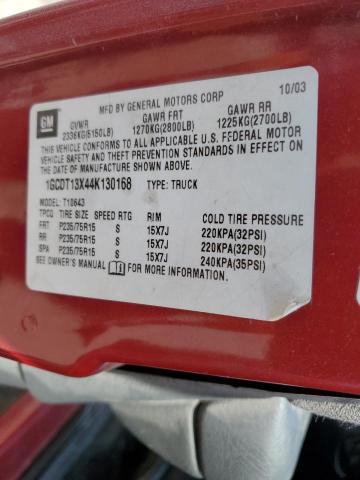 10/03
GM
MFD BY GENERAL MOTORS CORP
GVWR GAWR FRT GAWR RR
2336KG(5150LB) 1270KG(2800LB) 1225KG(2700LB)
THIS VEHICLE CONFORMS TO ALL APPLICABLE U.S. FEDERAL MOTOR
VEHICLE SAFETY AND THEFT PREVENTION STANDARDS IN EFFECT ON
THE DATE OF MANUFACTURE SHOWN ABOVE.
1GCDT13X44K130168 TYPE: TRUCK
MODEL: T10643
TPCQ TIRE SIZE SPEED RTG RIM COLD TIRE PRESSURE
FRT P235/75R15 S 15X7J 220KPA(32PSI)
RR P235/75R15 S 15X7J 220KPA(32PSI)
SPA P235/75R15 S 15X7J 240KPA(35PSI)
SEE OWNER'S MANUAL FOR MORE INFORMATION.